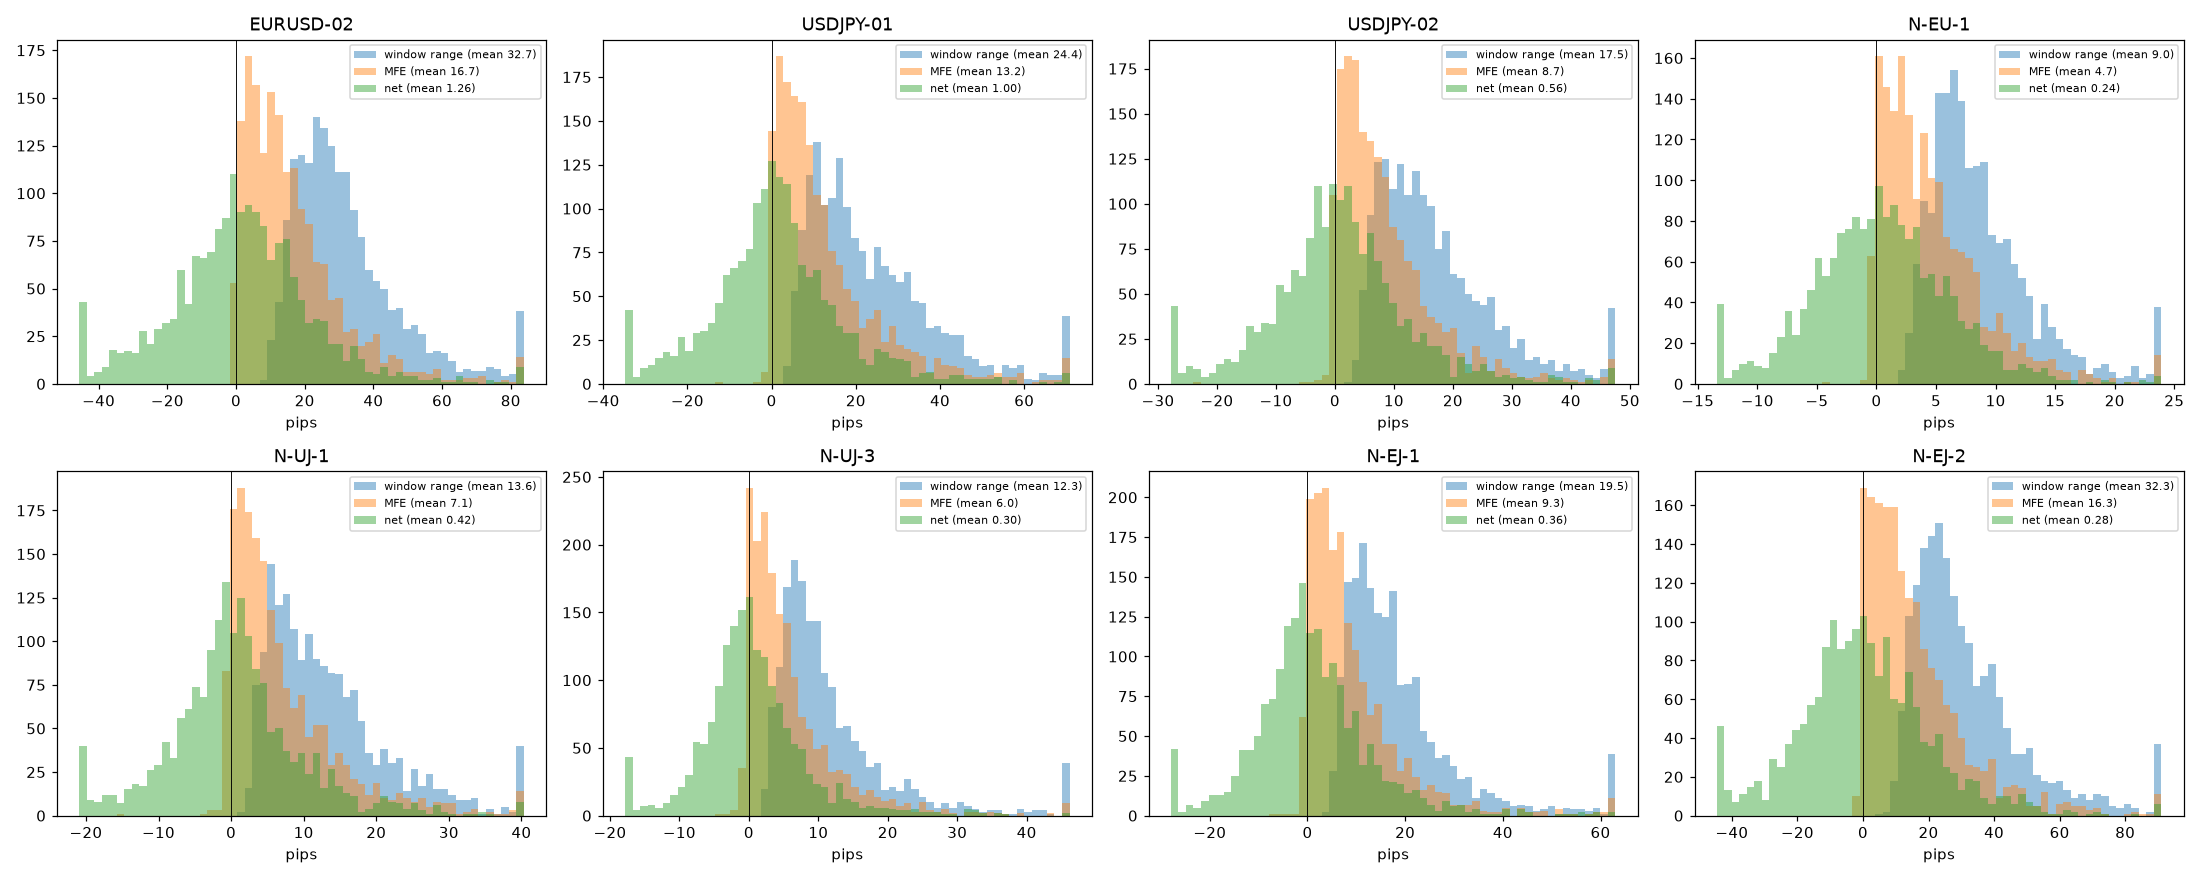 EURUSD-02
175
150
125
100
75
50
25
0
window range (mean 32.7)
MFE (mean 16.7)
net (mean 1.26)
−40 −20 0 20 40 60 80
pips
USDJPY-01
175
150
125
100
75
50
25
0
window range (mean 24.4)
MFE (mean 13.2)
net (mean 1.00)
−40 −20 0 20 40 60
pips
USDJPY-02
175
150
125
100
75
50
25
0
window range (mean 17.5)
MFE (mean 8.7)
net (mean 0.56)
−30 −20 −10 0 10 20 30 40 50
pips
N-EU-1
160
140
120
100
80
60
40
20
0
window range (mean 9.0)
MFE (mean 4.7)
net (mean 0.24)
−15 −10 −5 0 5 10 15 20 25
pips
N-UJ-1
175
150
125
100
75
50
25
0
window range (mean 13.6)
MFE (mean 7.1)
net (mean 0.42)
−20 −10 0 10 20 30 40
pips
N-UJ-3
250
200
150
100
50
0
window range (mean 12.3)
MFE (mean 6.0)
net (mean 0.30)
−20 −10 0 10 20 30 40
pips
N-EJ-1
200
175
150
125
100
75
50
25
0
window range (mean 19.5)
MFE (mean 9.3)
net (mean 0.36)
−20 0 20 40 60
pips
N-EJ-2
160
140
120
100
80
60
40
20
0
window range (mean 32.3)
MFE (mean 16.3)
net (mean 0.28)
−40 −20 0 20 40 60 80
pips